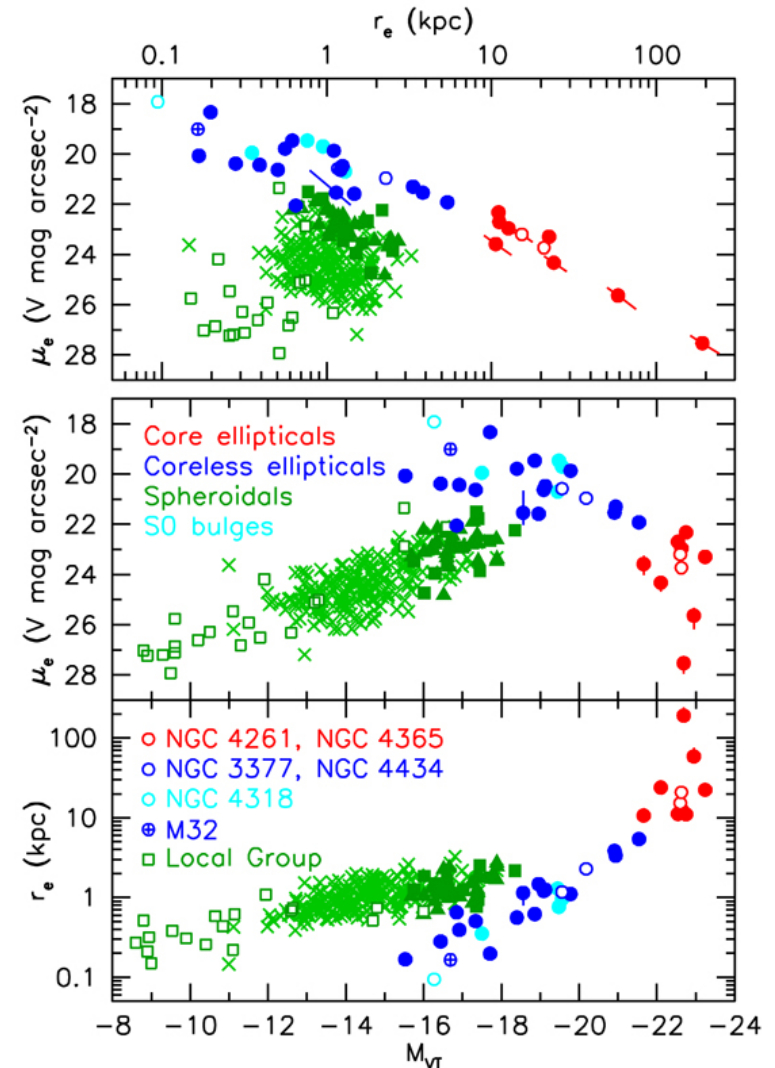 r_e (kpc)
0.1 1 10 100
18
20
22
24
26
28
μ_e (V mag arcsec⁻²)
18
20
22
24
26
28
μ_e (V mag arcsec⁻²)
Core ellipticals
Coreless ellipticals
Spheroidals
S0 bulges
100
10
1
0.1
r_e (kpc)
NGC 4261, NGC 4365
NGC 3377, NGC 4434
NGC 4318
M32
Local Group
-8 -10 -12 -14 -16 -18 -20 -22 -24
M_VT